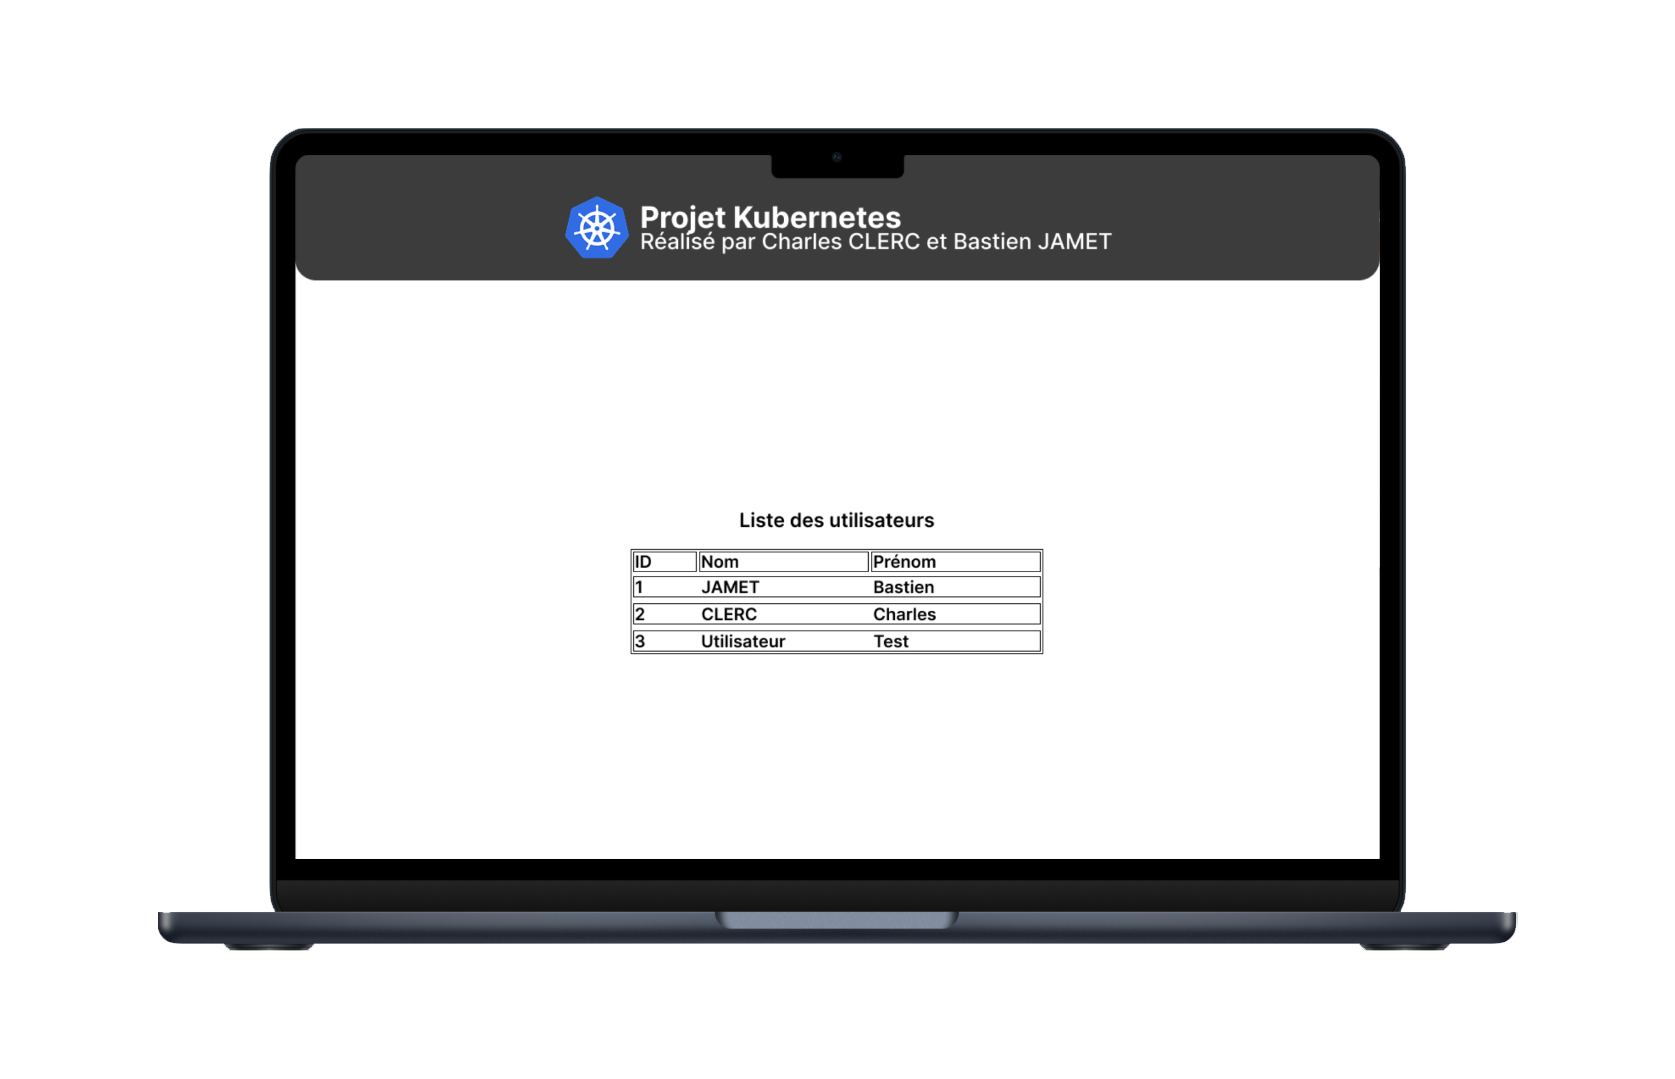 Projet Kubernetes
Réalisé par Charles CLERC et Bastien JAMET
Liste des utilisateurs
ID Nom Prénom
1 JAMET Bastien
2 CLERC Charles
3 Utilisateur Test